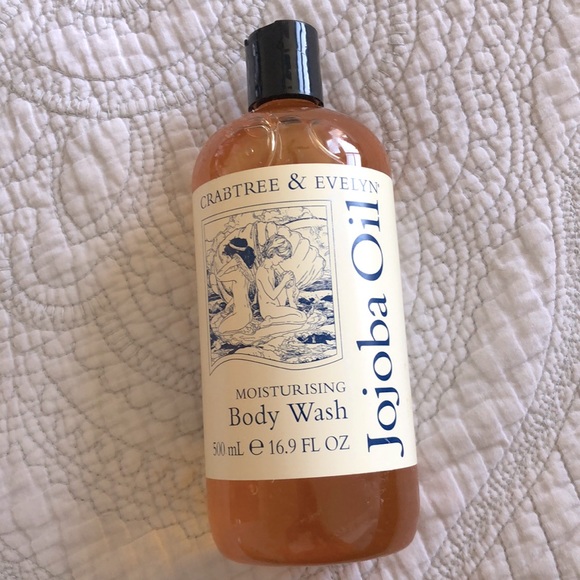 CRABTREE & EVELYN®
Jojoba Oil
MOISTURISING
Body Wash
500 mL ℮ 16.9 FL OZ